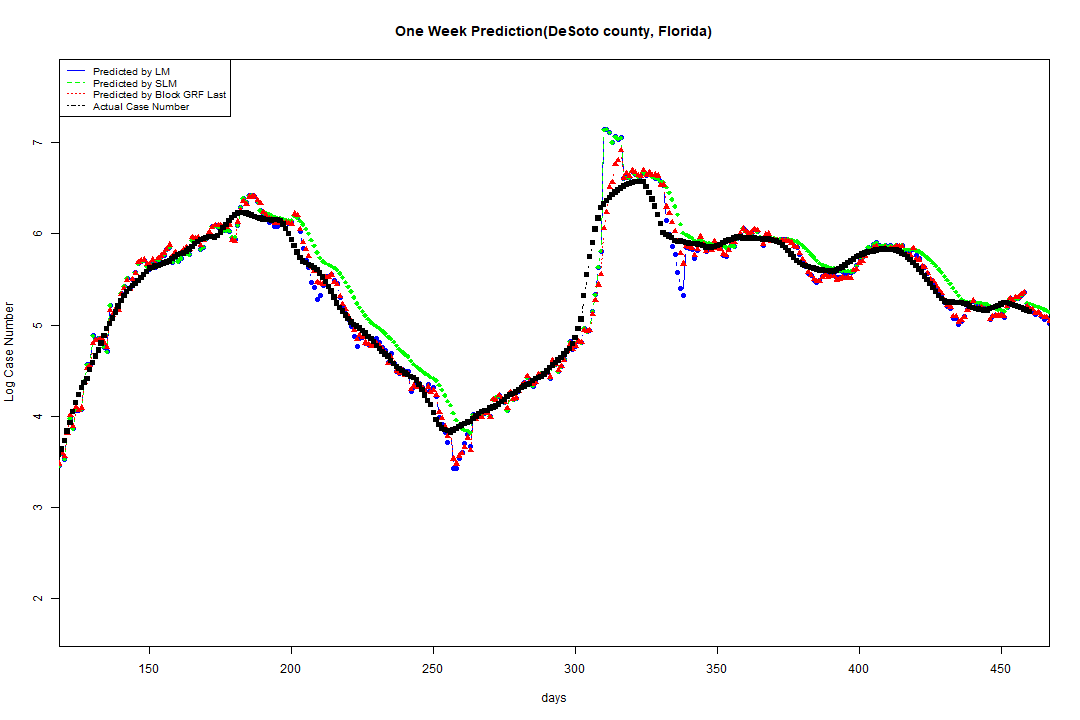 One Week Prediction(DeSoto county, Florida)
Predicted by LM
Predicted by SLM
Predicted by Block GRF Last
Actual Case Number
7
6
5
4
3
2
Log Case Number
150 200 250 300 350 400 450
days